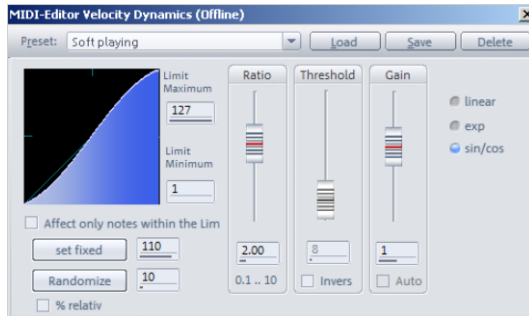 MIDI-Editor Velocity Dynamics (Offline)
Preset: Soft playing Load Save Delete
Limit Maximum
127
Limit Minimum
1
Affect only notes within the Lim
set fixed 110
Randomize 10
% relativ
Ratio
2.00
0.1 .. 10
Threshold
8
Invers
Gain
1
Auto
linear
exp
sin/cos